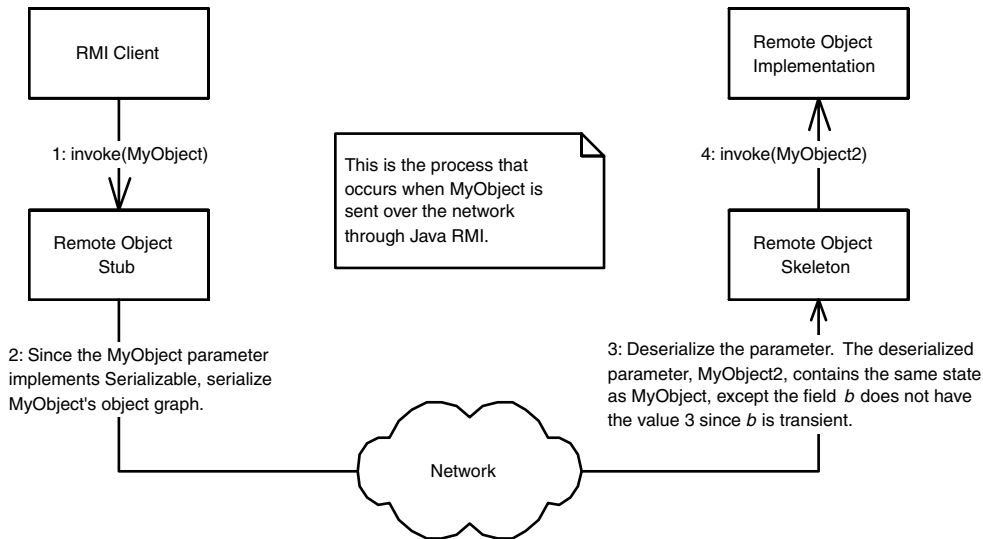 RMI Client
Remote Object
Implementation
1: invoke(MyObject)
This is the process that
occurs when MyObject is
sent over the network
through Java RMI.
4: invoke(MyObject2)
Remote Object
Stub
Remote Object
Skeleton
2: Since the MyObject parameter
implements Serializable, serialize
MyObject's object graph.
3: Deserialize the parameter.  The deserialized
parameter, MyObject2, contains the same state
as MyObject, except the field b does not have
the value 3 since b is transient.
Network